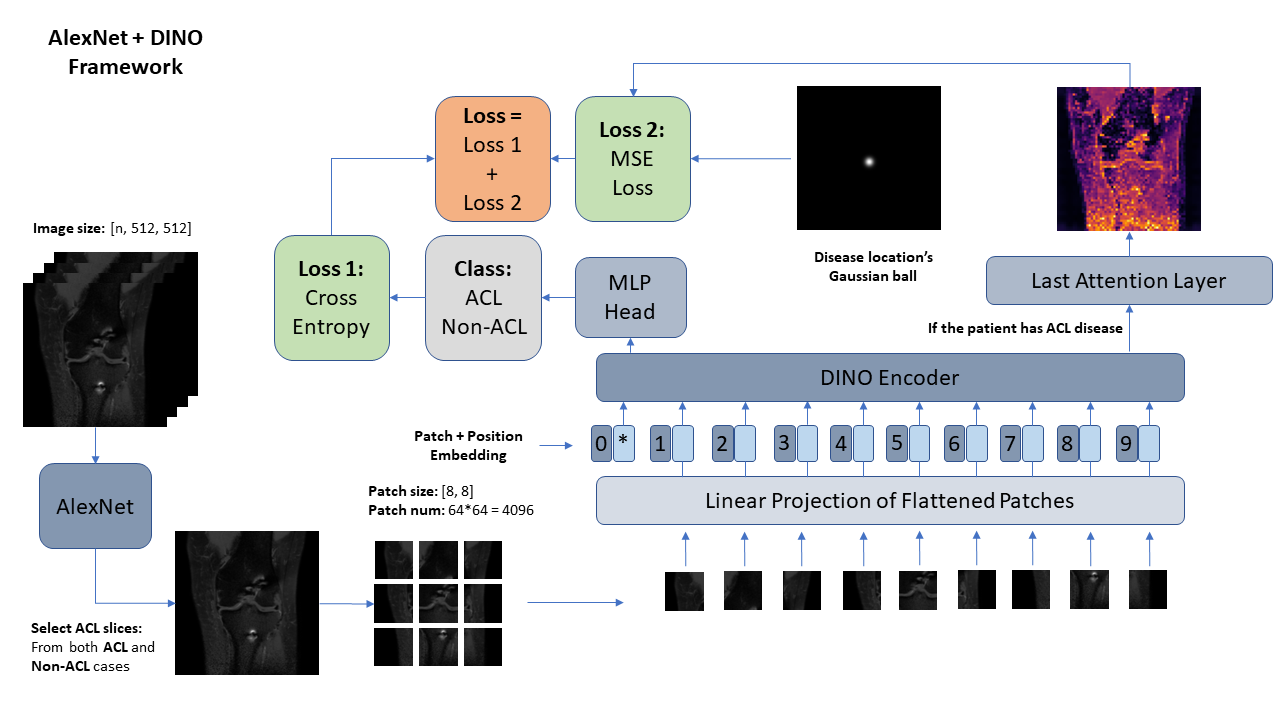 AlexNet + DINO
Framework
Loss =
Loss 1
+
Loss 2
Loss 2:
MSE
Loss
Image size: [n, 512, 512]
Loss 1:
Cross
Entropy
Class:
ACL
Non-ACL
MLP
Head
Disease location’s
Gaussian ball
Last Attention Layer
If the patient has ACL disease
DINO Encoder
Patch + Position
Embedding
0 * 1 2 3 4 5 6 7 8 9
AlexNet
Patch size: [8, 8]
Patch num: 64*64 = 4096
Linear Projection of Flattened Patches
Select ACL slices:
From both ACL and
Non-ACL cases